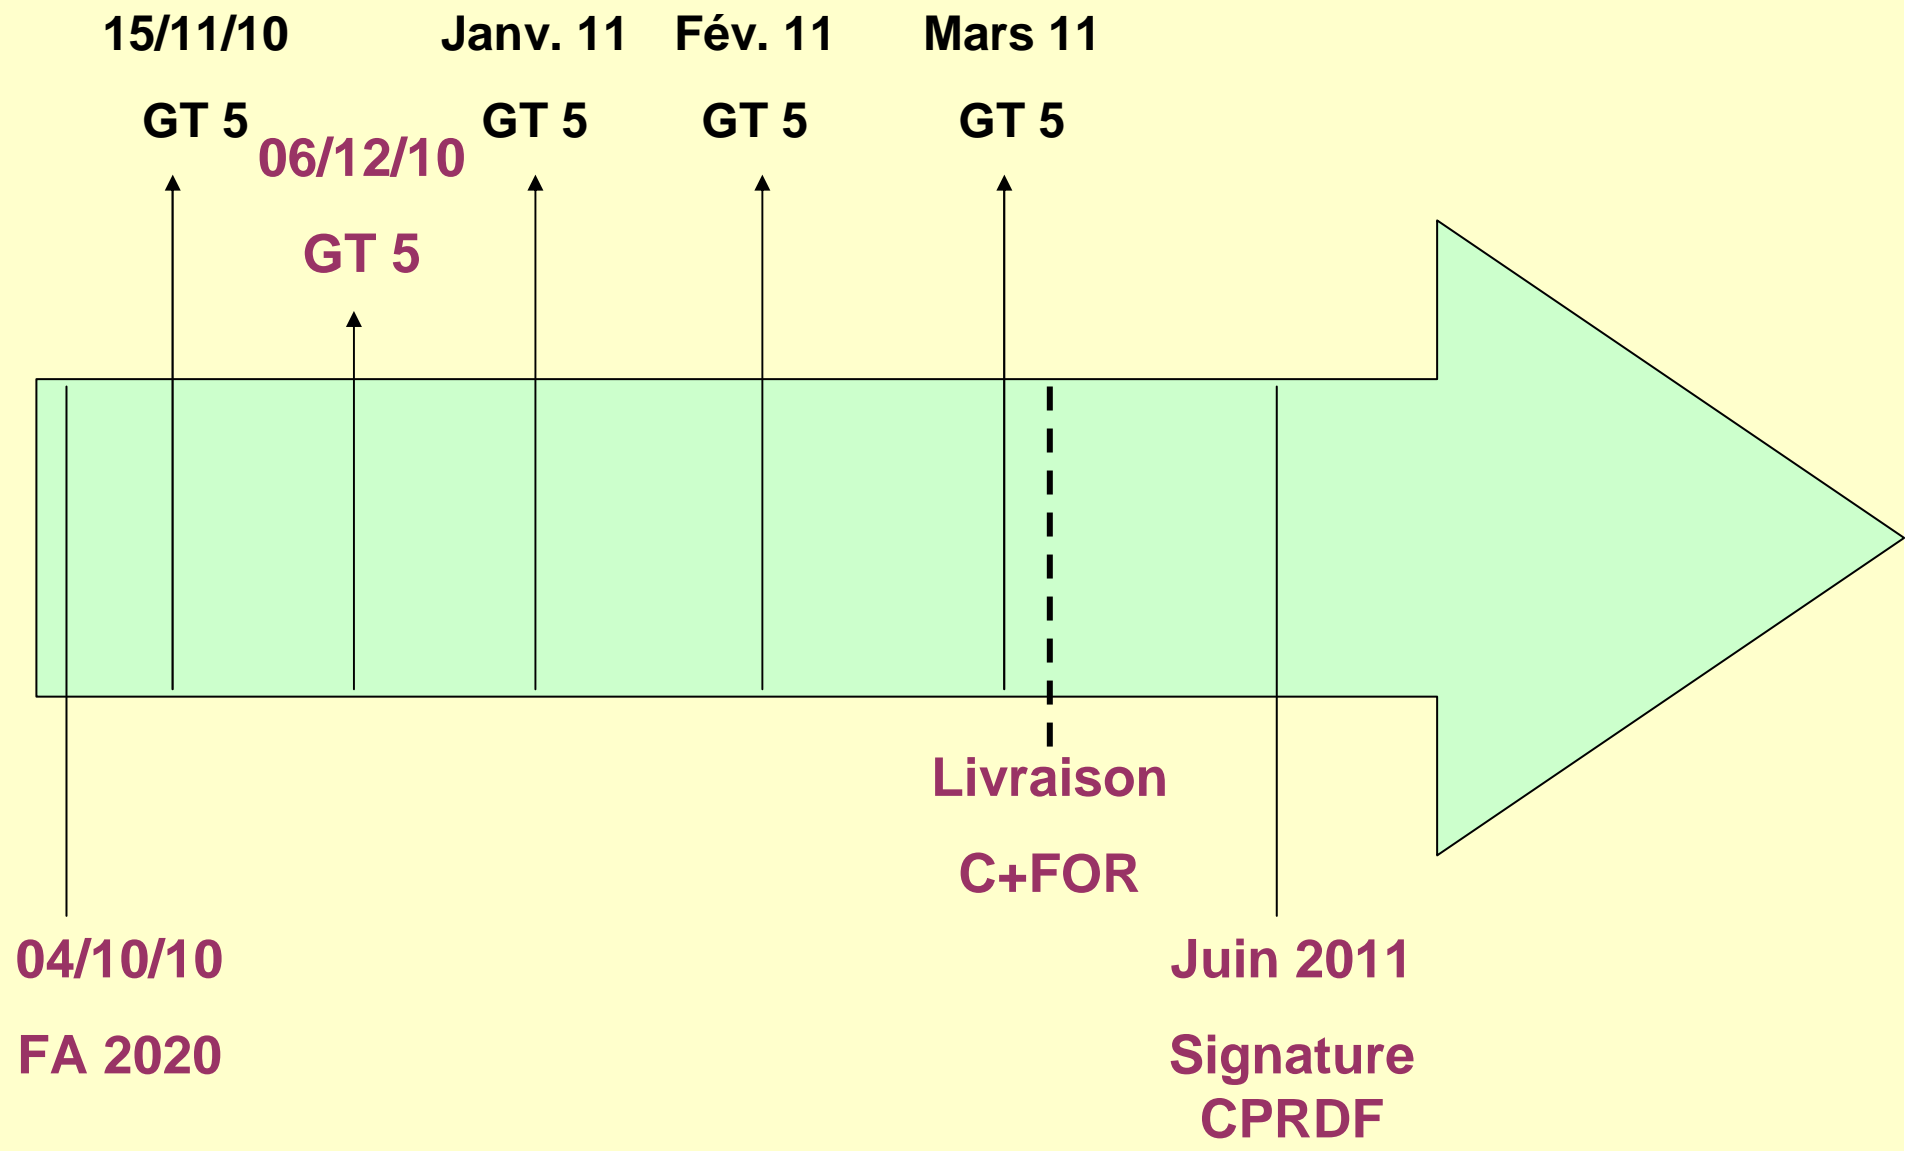 15/11/10
Janv. 11
Fév. 11
Mars 11
GT 5
GT 5
GT 5
GT 5
06/12/10
GT 5
Livraison
C+FOR
04/10/10
FA 2020
Juin 2011
Signature
CPRDF